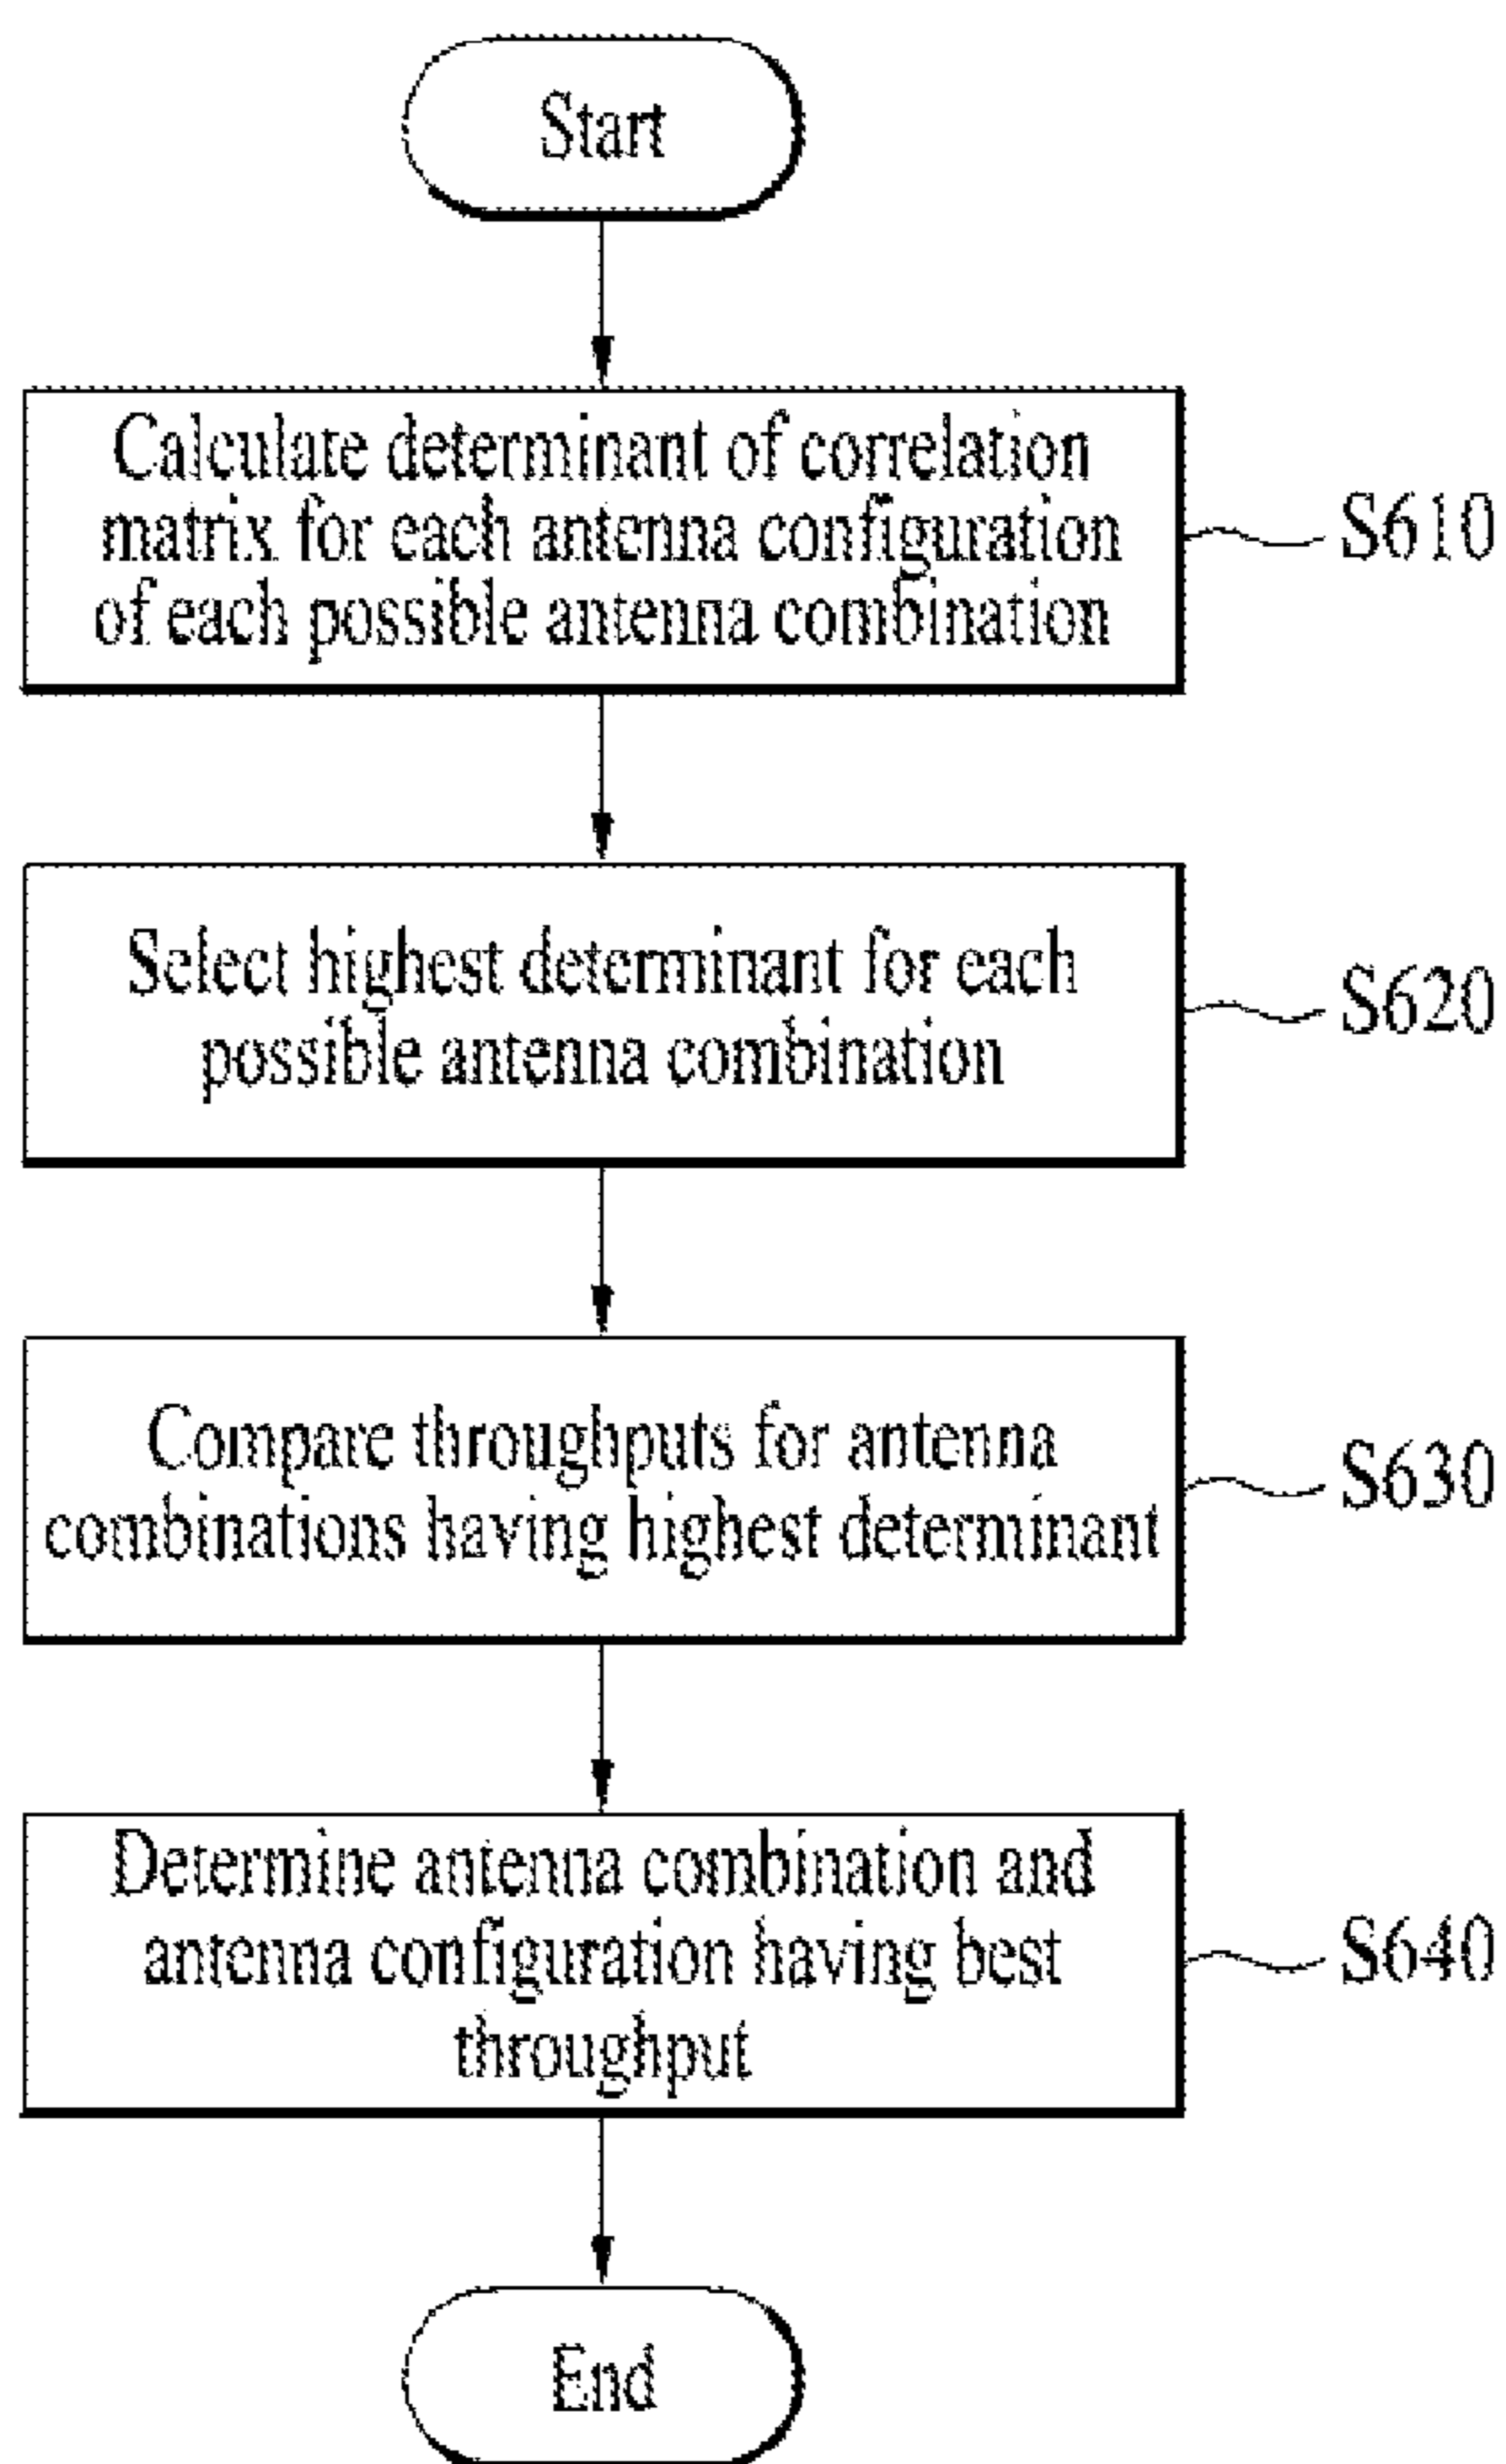 Start
Calculate determinant of correlation
matrix for each antenna configuration
of each possible antenna combination
S610
Select highest determinant for each
possible antenna combination
S620
Compare throughputs for antenna
combinations having highest determinant
S630
Determine antenna combination and
antenna configuration having best
throughput
S640
End